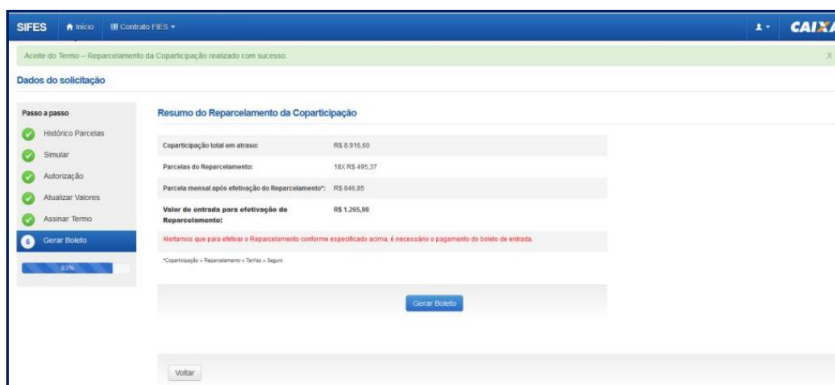 SIFES Início Contrato FIES CAIXA
Aceite do Termo – Reparcelamento da Coparticipação realizado com sucesso. X
Dados do solicitação
Passo a passo
Histórico Parcelas
Simular
Autorização
Atualizar Valores
Assinar Termo
6 Gerar Boleto
83%
Resumo do Reparcelamento da Coparticipação
Coparticipação total em atraso: R$ 8.916,60
Parcelas do Reparcelamento: 18X R$ 495,37
Parcela mensal após efetivação do Reparcelamento*:
Valor de entrada para efetivação de R$ 1.265,98
Reparcelamento:
Alertamos que para efetivar o Reparcelamento conforme especificado acima, é necessário o pagamento do boleto de entrada.
*Coparticipação + Reparcelamento + Tarifas + Seguro
Gerar Boleto
Voltar